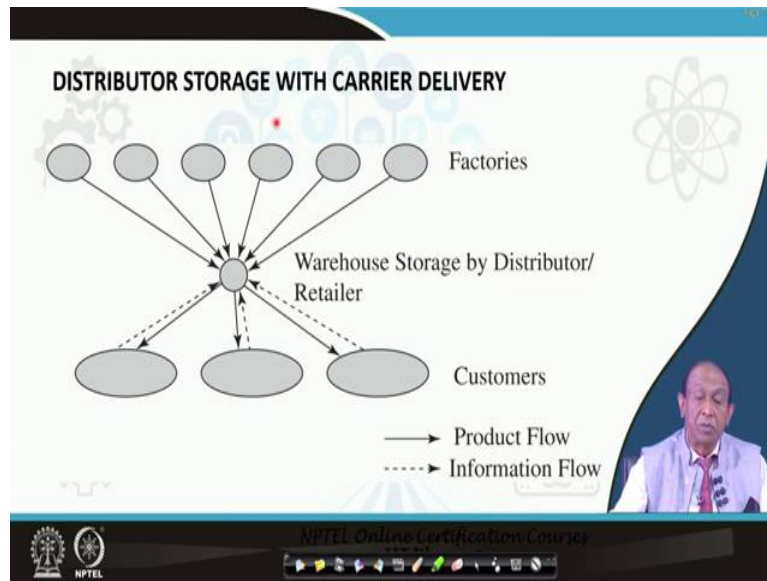 DISTRIBUTOR STORAGE WITH CARRIER DELIVERY
Factories
Warehouse Storage by Distributor/
Retailer
Customers
Product Flow
Information Flow
NPTEL Online Certification Courses
NPTEL